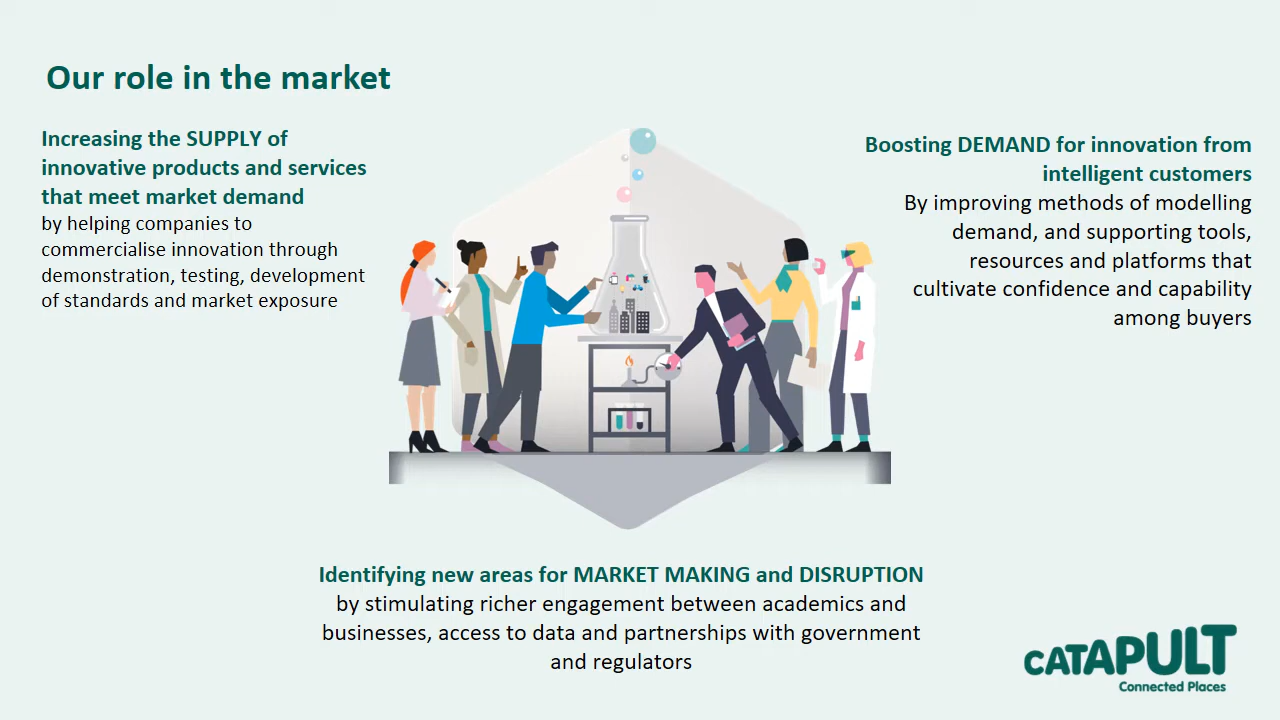 Our role in the market
Increasing the SUPPLY of
innovative products and services
that meet market demand
by helping companies to
commercialise innovation through
demonstration, testing, development
of standards and market exposure
Boosting DEMAND for innovation from
intelligent customers
By improving methods of modelling
demand, and supporting tools,
resources and platforms that
cultivate confidence and capability
among buyers
Identifying new areas for MARKET MAKING and DISRUPTION
by stimulating richer engagement between academics and
businesses, access to data and partnerships with government
and regulators
CATAPULT
Connected Places